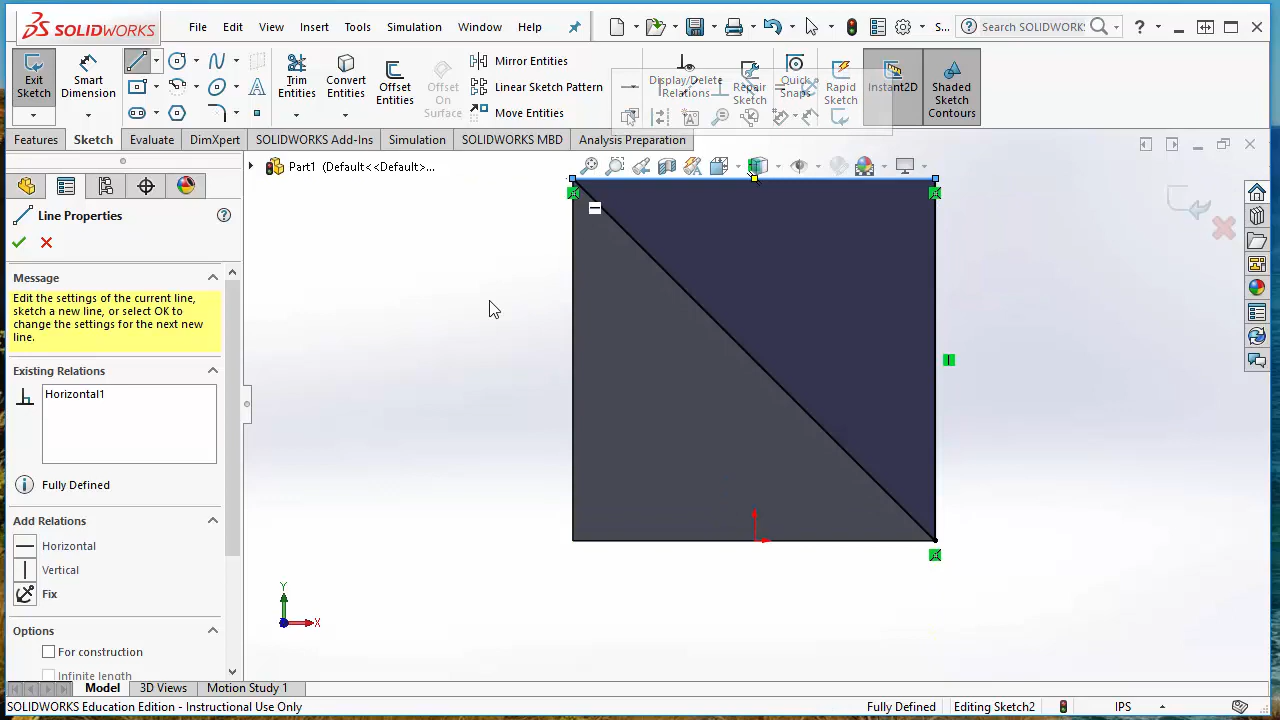 SOLIDWORKS
File Edit View Insert Tools Simulation Window Help
S...
Search SOLIDWORKS
Exit Sketch
Smart Dimension
Trim Entities
Convert Entities
Offset Entities
Offset On Surface
Mirror Entities
Linear Sketch Pattern
Move Entities
Display/Delete Relations
Repair Sketch
Quick Snaps
Rapid Sketch
Instant2D
Shaded Sketch Contours
Features Sketch Evaluate DimXpert SOLIDWORKS Add-Ins Simulation SOLIDWORKS MBD Analysis Preparation
Part1 (Default<<Default>...
Line Properties
Message
Edit the settings of the current line,
sketch a new line, or select OK to
change the settings for the next new
line.
Existing Relations
Horizontal1
Fully Defined
Add Relations
Horizontal
Vertical
Fix
Options
For construction
Infinite length
Y
X
Model 3D Views Motion Study 1
SOLIDWORKS Education Edition - Instructional Use Only
Fully Defined Editing Sketch2 IPS